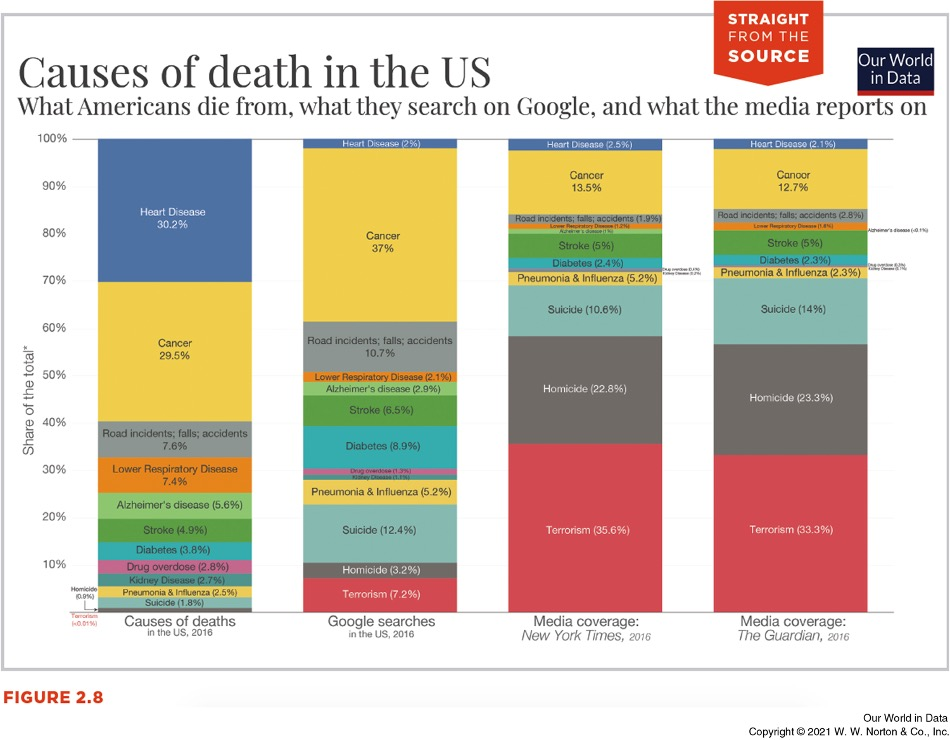 STRAIGHT
FROM THE
SOURCE
Our World
in Data
Causes of death in the US
What Americans die from, what they search on Google, and what the media reports on
Share of the total*
100%
90%
80%
70%
60%
50%
40%
30%
20%
10%
Heart Disease
30.2%
Cancer
29.5%
Road incidents; falls; accidents
7.6%
Lower Respiratory Disease
7.4%
Alzheimer's disease (5.6%)
Stroke (4.9%)
Diabetes (3.8%)
Drug overdose (2.8%)
Kidney Disease (2.7%)
Pneumonia & Influenza (2.5%)
Suicide (1.8%)
Homicide
(0.9%)
Terrorism
(<0.01%)
Causes of deaths
in the US, 2016
Heart Disease (2%)
Cancer
37%
Road incidents; falls; accidents
10.7%
Lower Respiratory Disease (2.1%)
Alzheimer's disease (2.9%)
Stroke (6.5%)
Diabetes (8.9%)
Drug overdose (1.3%)
Kidney Disease (1.1%)
Pneumonia & Influenza (5.2%)
Suicide (12.4%)
Homicide (3.2%)
Terrorism (7.2%)
Google searches
in the US, 2016
Heart Disease (2.5%)
Cancer
13.5%
Road incidents; falls; accidents (1.9%)
Lower Respiratory Disease (1.2%)
Alzheimer's disease (1%)
Stroke (5%)
Diabetes (2.4%)
Drug overdose
Kidney Disease
Pneumonia & Influenza (5.2%)
Suicide (10.6%)
Homicide (22.8%)
Terrorism (35.6%)
Media coverage:
New York Times, 2016
Heart Disease (2.1%)
Cancer
12.7%
Road incidents; falls; accidents (2.8%)
Lower Respiratory Disease
Alzheimer's disease (<0.1%)
Stroke (5%)
Diabetes (2.3%)
Drug overdose
Kidney Disease
Pneumonia & Influenza (2.3%)
Suicide (14%)
Homicide (23.3%)
Terrorism (33.3%)
Media coverage:
The Guardian, 2016
FIGURE 2.8
Our World in Data
Copyright © 2021 W. W. Norton & Co., Inc.